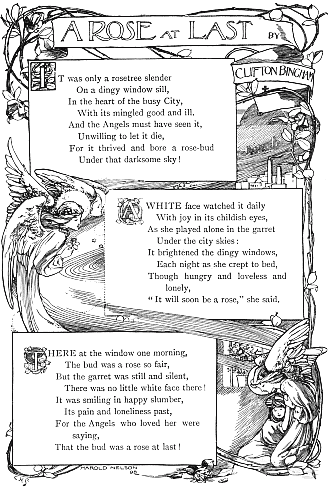 A ROSE AT LAST BY
CLIFTON BINGHAM
IT was only a rosetree slender
On a dingy window sill,
In the heart of the busy City,
With its mingled good and ill.
And the Angels must have seen it,
Unwilling to let it die,
For it thrived and bore a rose-bud
Under that darksome sky!
A WHITE face watched it daily
With joy in its childish eyes,
As she played alone in the garret
Under the city skies:
It brightened the dingy windows,
Each night as she crept to bed,
Though hungry and loveless and
lonely,
"It will soon be a rose," she said.
THERE at the window one morning,
The bud was a rose so fair,
But the garret was still and silent,
There was no little white face there!
It was smiling in happy slumber,
Its pain and loneliness past,
For the Angels who loved her were
saying,
That the bud was a rose at last!
HAROLD NELSON